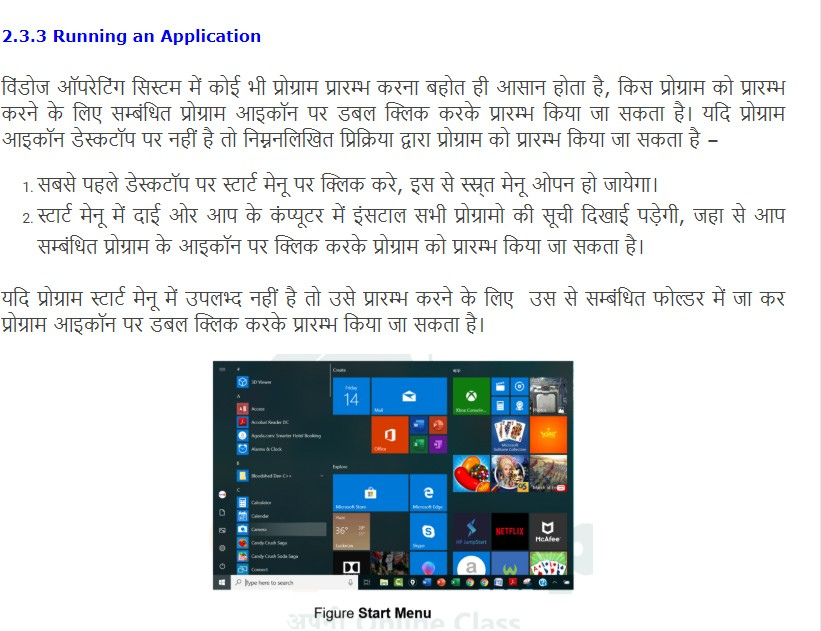 2.3.3 Running an Application
विंडोज ऑपरेटिंग सिस्टम में कोई भी प्रोग्राम प्रारम्भ करना बहोत ही आसान होता है, किस प्रोग्राम को प्रारम्भ
करने के लिए सम्बंधित प्रोग्राम आइकॉन पर डबल क्लिक करके प्रारम्भ किया जा सकता है। यदि प्रोग्राम
आइकॉन डेस्कटॉप पर नहीं है तो निम्नलिखित प्रिक्रिया द्वारा प्रोग्राम को प्रारम्भ किया जा सकता है –
1. सबसे पहले डेस्कटॉप पर स्टार्ट मेनू पर क्लिक करे, इस से मेनू ओपन हो जायेगा।
2. स्टार्ट मेनू में दाई ओर आप के कंप्यूटर में इंसटाल सभी प्रोग्रामो की सूची दिखाई पड़ेगी, जहा से आप
सम्बंधित प्रोग्राम के आइकॉन पर क्लिक करके प्रोग्राम को प्रारम्भ किया जा सकता है।
यदि प्रोग्राम स्टार्ट मेनू में उपलभ्द नहीं है तो उसे प्रारम्भ करने के लिए उस से सम्बंधित फोल्डर में जा कर
प्रोग्राम आइकॉन पर डबल क्लिक करके प्रारम्भ किया जा सकता है।
Create
3D Viewer
Friday
14
Mail
Xbox Console...
A
Access
Acrobat Reader DC
Agoda.com Smarter Hotel Booking
Alarms & Clock
Office
Microsoft
Solitaire Collection
B
Bloodshed Dev-C++
Explore
C
Calculator
Calendar
Camera
Candy Crush Saga
Candy Crush Soda Saga
Connect
Microsoft Store
Microsoft Edge
36°
Skype
HP JumpStart
NETFLIX
McAfee
Type here to search
Figure Start Menu
अपनी Online Class